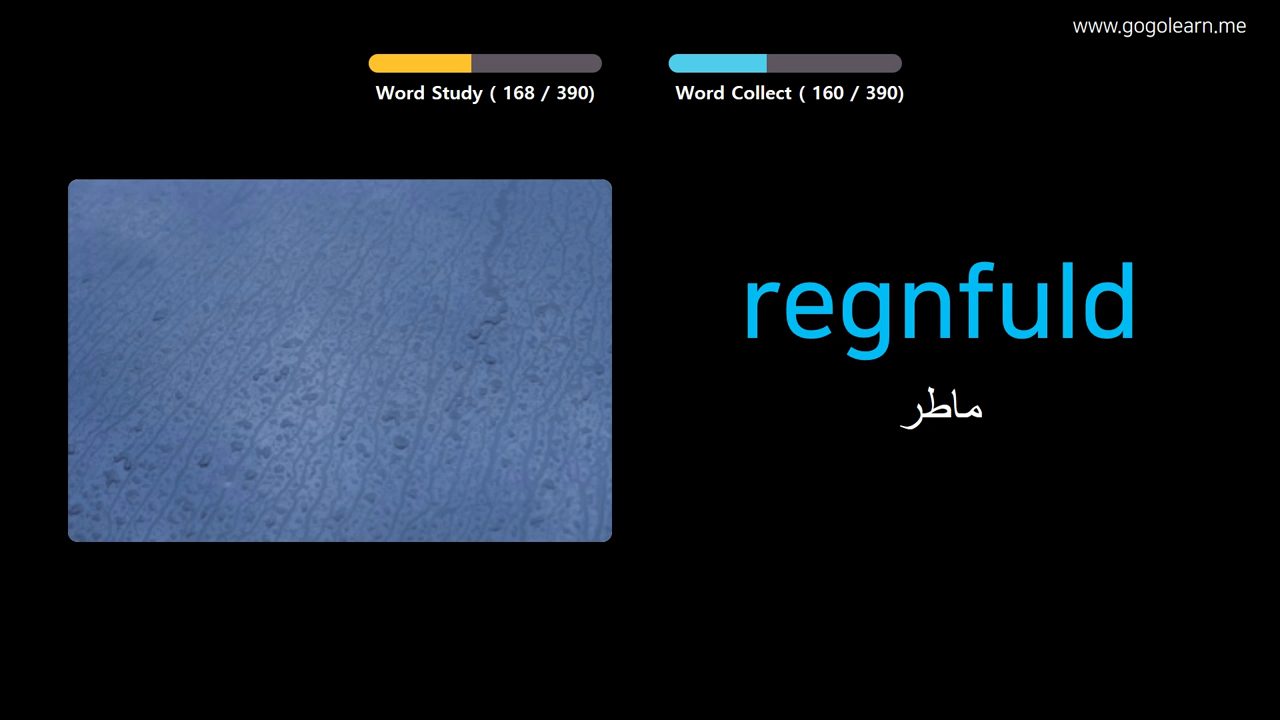 www.gogolearn.me
Word Study ( 168 / 390)
Word Collect ( 160 / 390)
regnfuld
ماطر